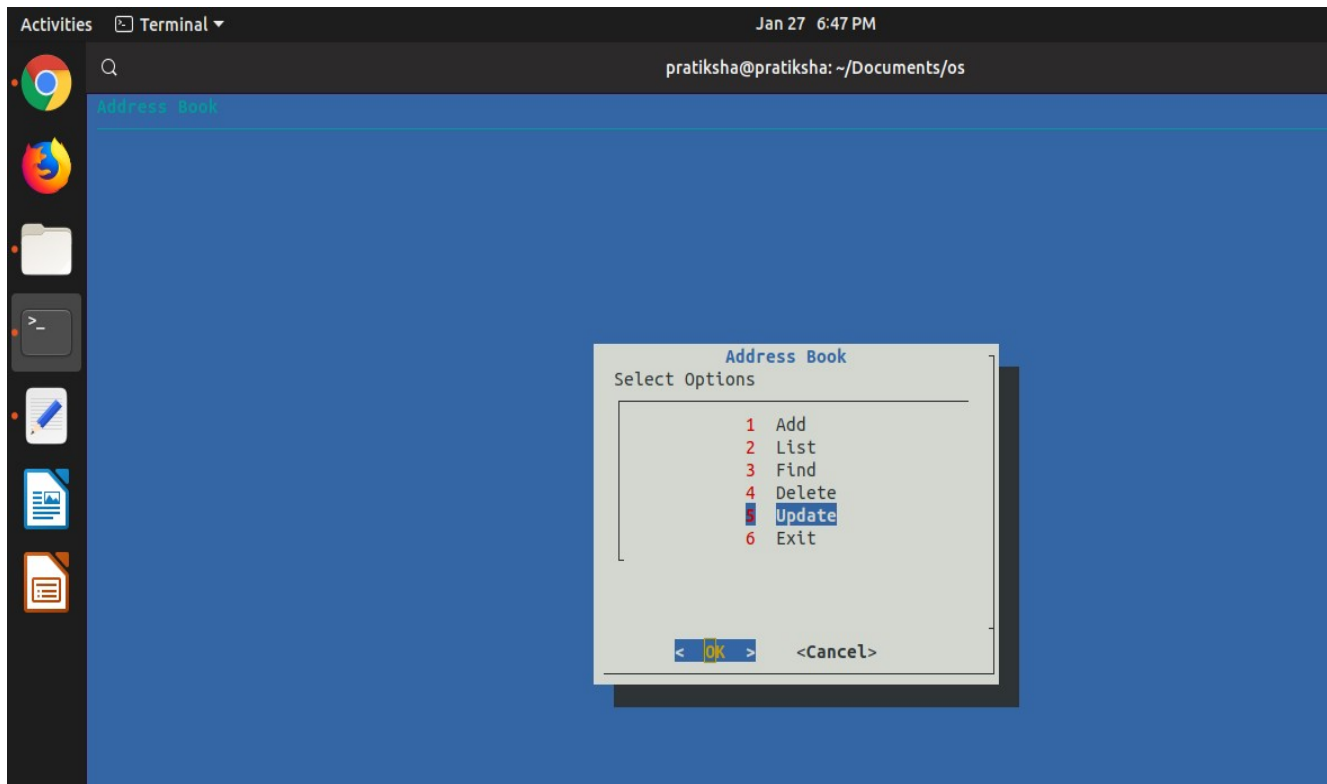 Activities Terminal Jan 27 6:47 PM
pratiksha@pratiksha: ~/Documents/os
Address Book
>_
Address Book
Select Options
1 Add
2 List
3 Find
4 Delete
5 Update
6 Exit
< OK > <Cancel>